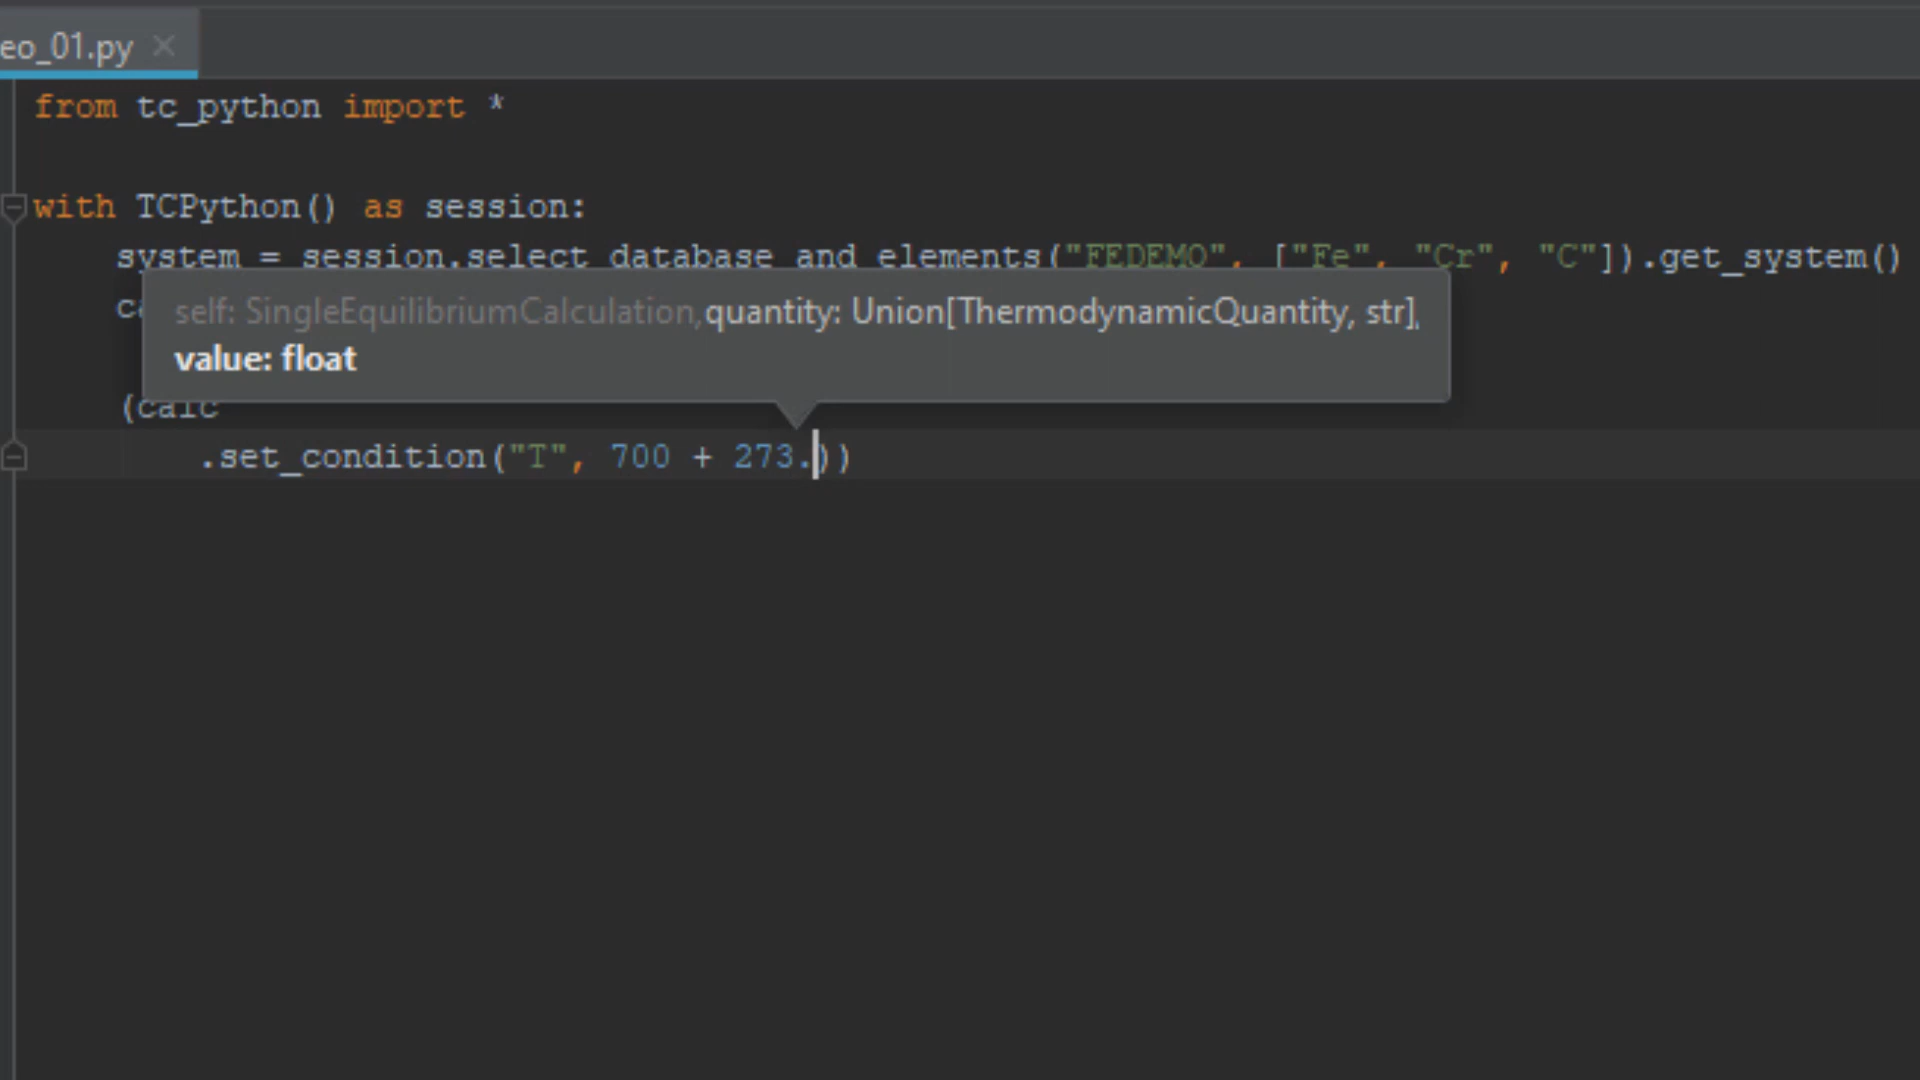 eo_01.py
from tc_python import *
with TCPython() as session:
system = session.select_database_and_elements("FEDEMO", ["Fe", "Cr", "C"]).get_system()
self: SingleEquilibriumCalculation, quantity: Union[ThermodynamicQuantity, str],
value: float
(calc
.set_condition("T", 700 + 273.))